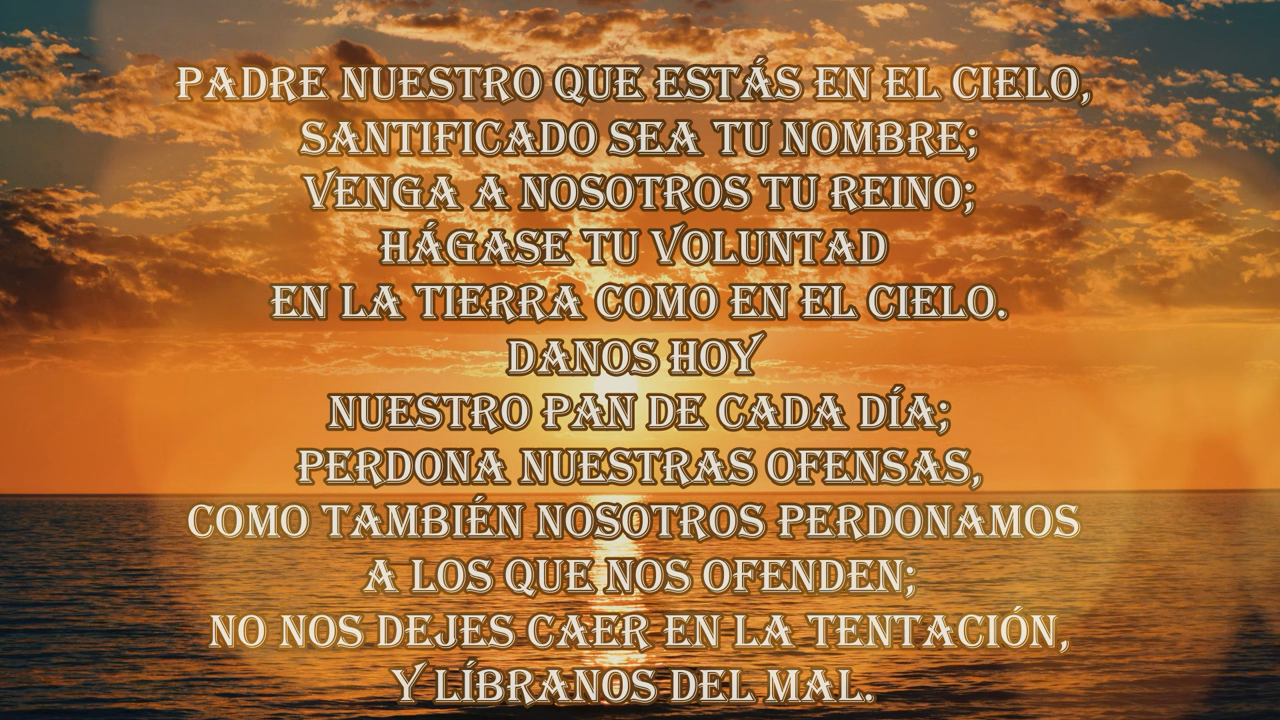 PADRE NUESTRO QUE ESTÁS EN EL CIELO,
SANTIFICADO SEA TU NOMBRE;
VENGA A NOSOTROS TU REINO;
HÁGASE TU VOLUNTAD
EN LA TIERRA COMO EN EL CIELO.
DANOS HOY
NUESTRO PAN DE CADA DÍA;
PERDONA NUESTRAS OFENSAS,
COMO TAMBIÉN NOSOTROS PERDONAMOS
A LOS QUE NOS OFENDEN;
NO NOS DEJES CAER EN LA TENTACIÓN,
Y LÍBRANOS DEL MAL.